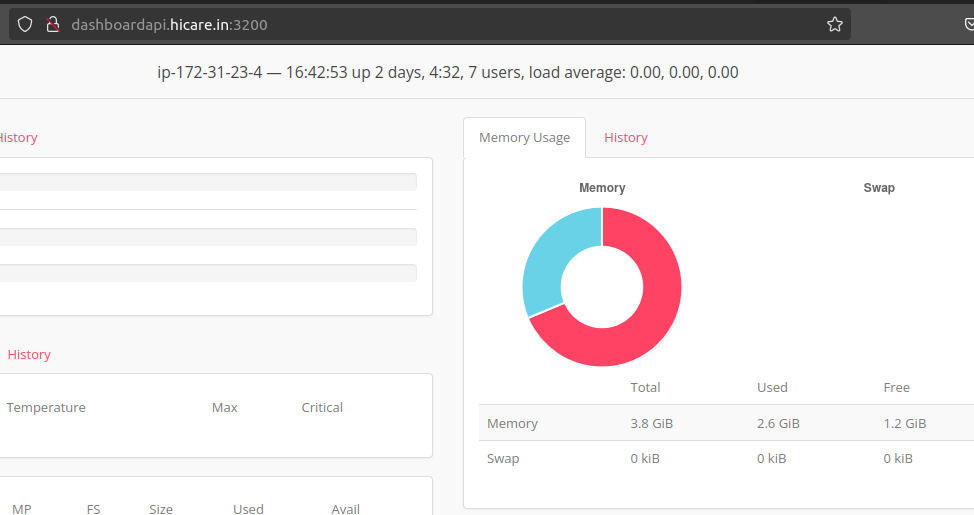 dashboardapi.hicare.in:3200
ip-172-31-23-4 — 16:42:53 up 2 days, 4:32, 7 users, load average: 0.00, 0.00, 0.00
History
Memory Usage History
Memory Swap
Total Used Free
Memory 3.8 GiB 2.6 GiB 1.2 GiB
Swap 0 kiB 0 kiB 0 kiB
History
Temperature Max Critical
MP FS Size Used Avail